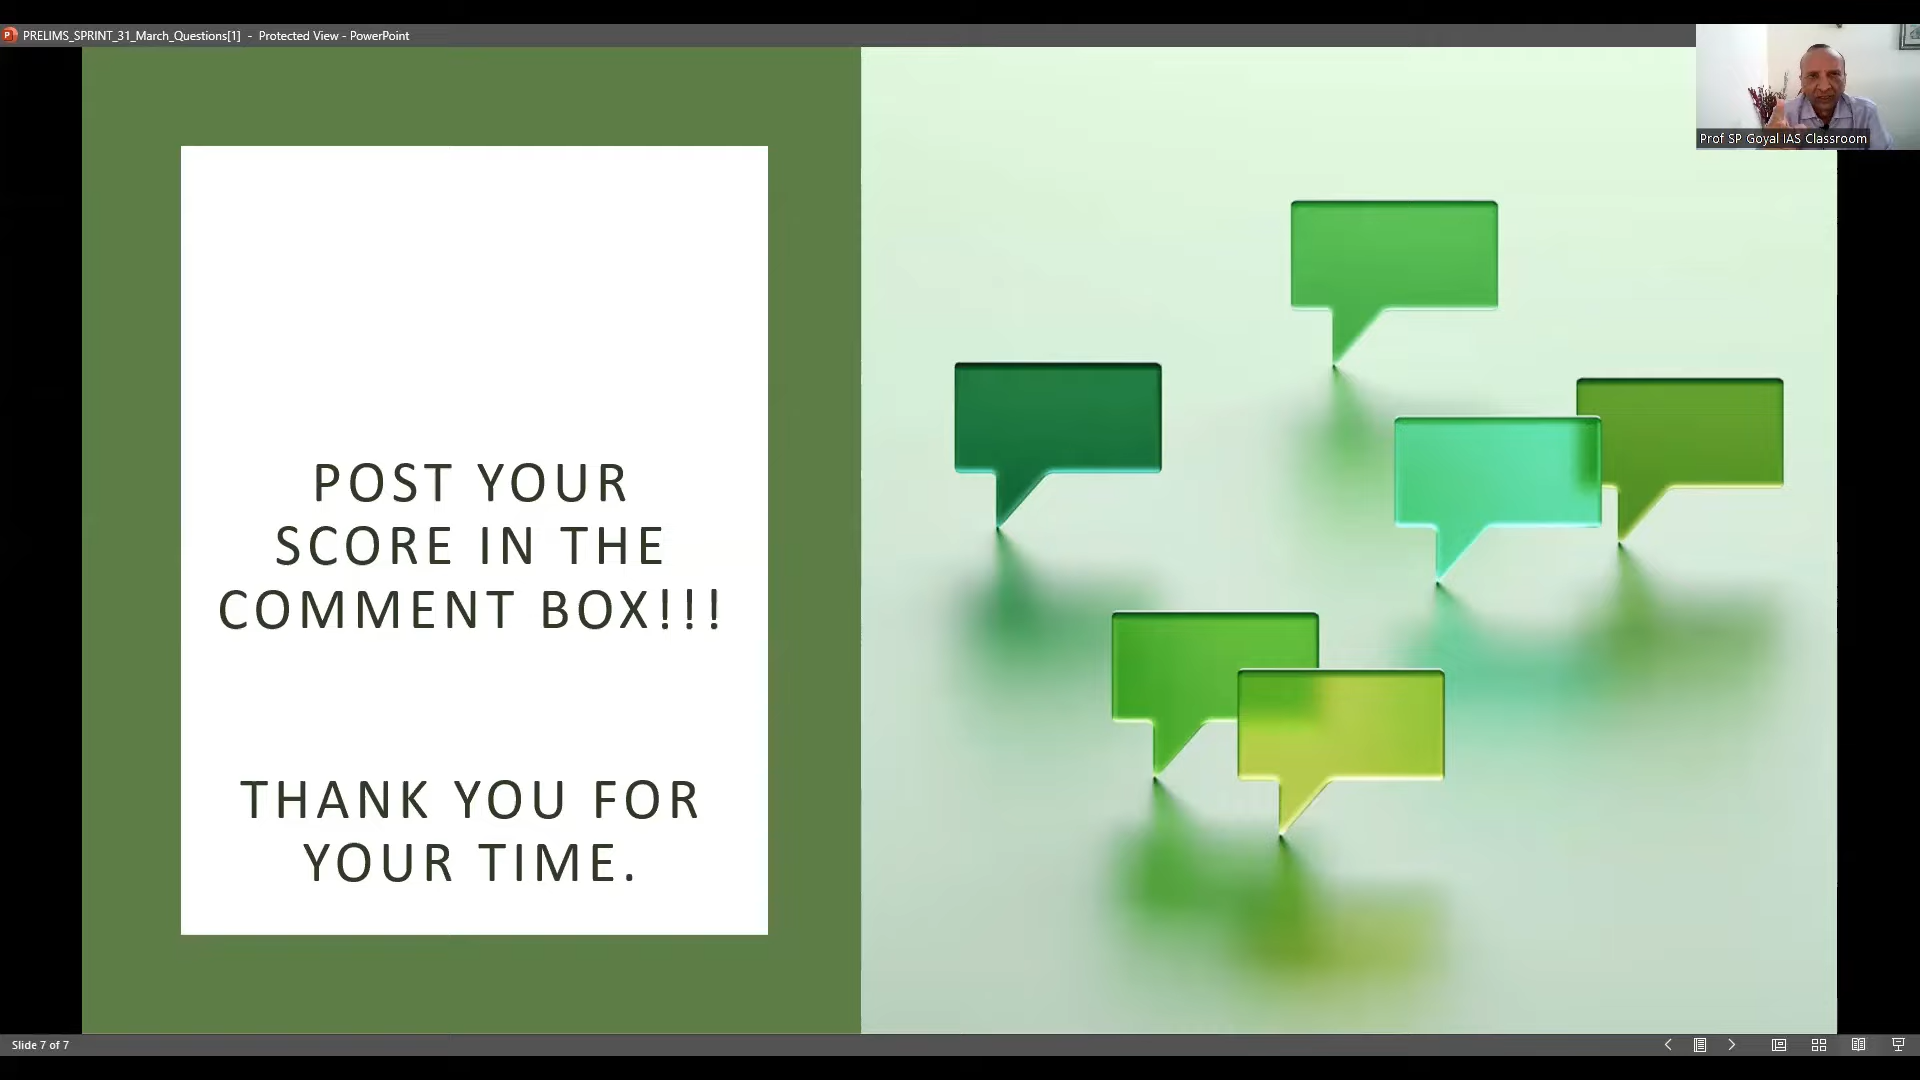 PRELIMS_SPRINT_31_March_Questions[1] - Protected View - PowerPoint
Prof SP Goyal IAS Classroom
POST YOUR
SCORE IN THE
COMMENT BOX!!!
THANK YOU FOR
YOUR TIME.
Slide 7 of 7